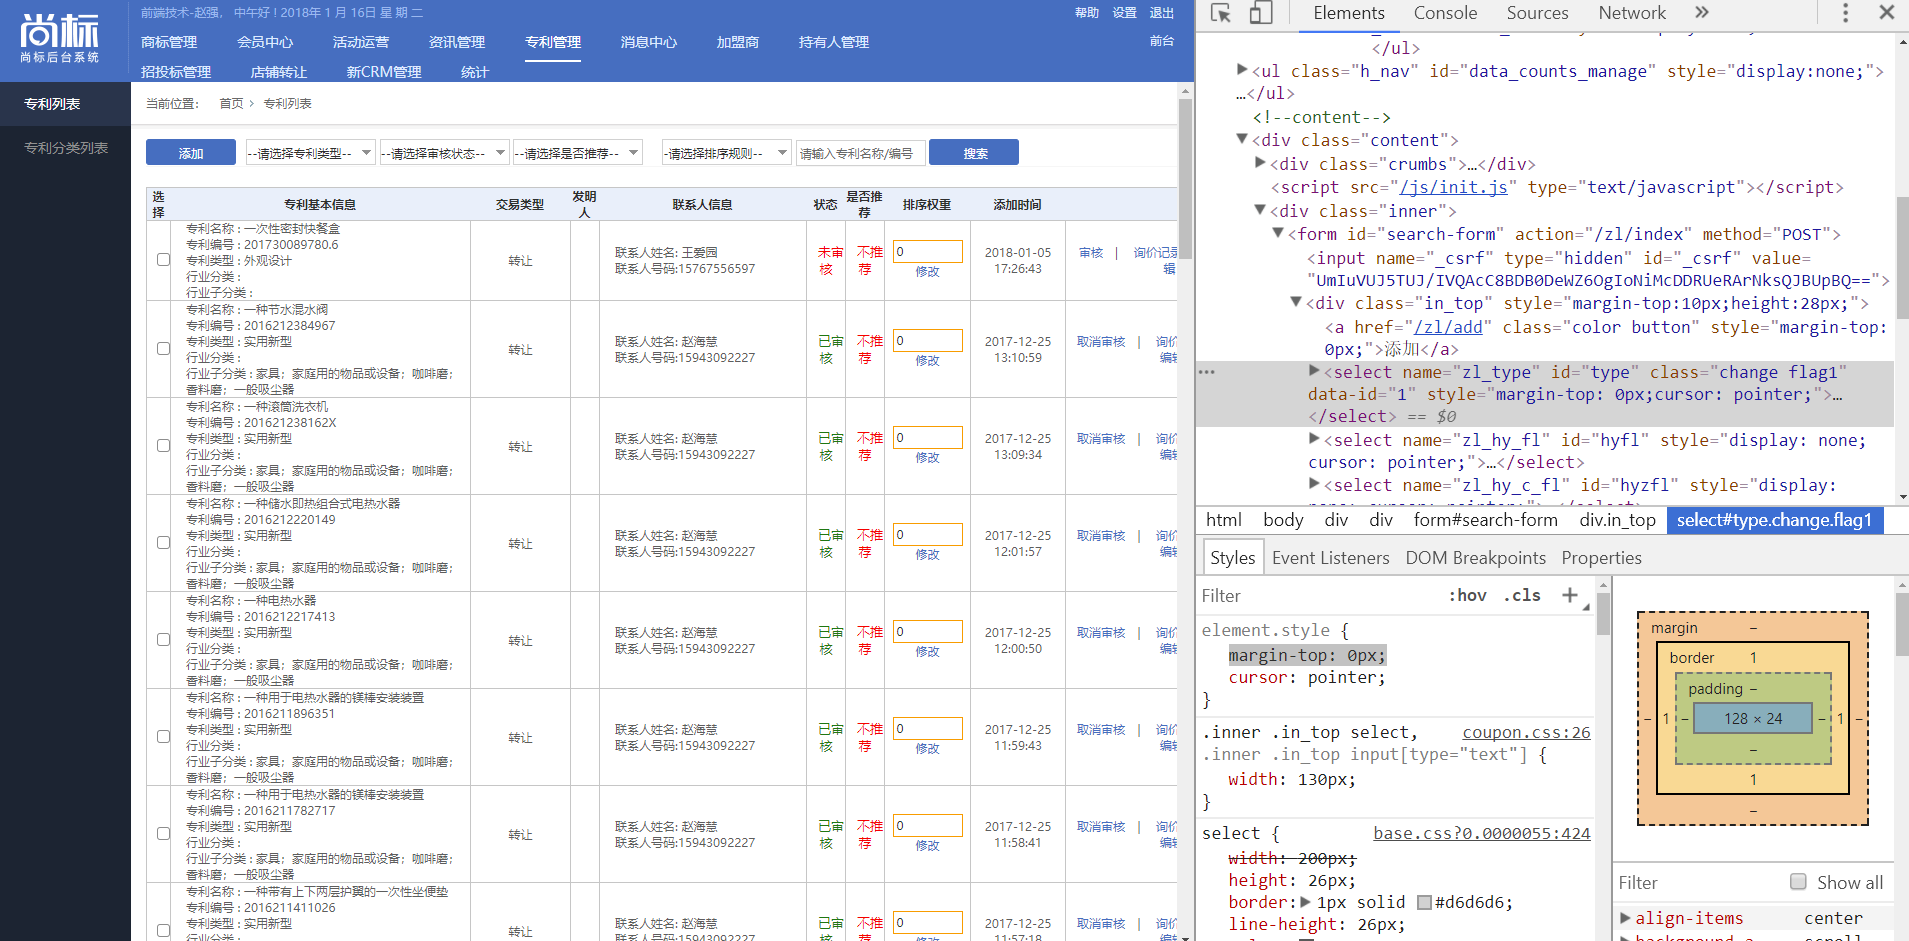 尚标
尚标后台系统
前端技术-赵强， 中午好 ! 2018年 1 月 16日 星 期 二
帮助 设置 退出
商标管理 会员中心 活动运营 资讯管理 专利管理 消息中心 加盟商 持有人管理
前台
招投标管理 店铺转让 新CRM管理 统计
专利列表
专利分类列表
当前位置： 首页 > 专利列表
添加 --请选择专利类型-- --请选择审核状态-- --请选择是否推荐-- -请选择排序规则-- 请输入专利名称/编号 搜索
选择 专利基本信息 交易类型 发明人 联系人信息 状态 是否推荐 排序权重 添加时间
专利名称 : 一次性密封快餐盒
专利编号 : 201730089780.6
专利类型 : 外观设计
行业分类 :
行业子分类 :
转让
联系人姓名: 王爱园
联系人号码:15767556597
未审核
不推荐
0
修改
2018-01-05
17:26:43
审核 | 询价记录
辑
专利名称 : 一种节水混水阀
专利编号 : 2016212384967
专利类型 : 实用新型
行业分类 :
行业子分类 : 家具；家庭用的物品或设备；咖啡磨；
香料磨；一般吸尘器
转让
联系人姓名: 赵海慧
联系人号码:15943092227
已审核
不推荐
0
修改
2017-12-25
13:10:59
取消审核 | 询价
编辑
专利名称 : 一种滚筒洗衣机
专利编号 : 201621238162X
专利类型 : 实用新型
行业分类 :
行业子分类 : 家具；家庭用的物品或设备；咖啡磨；
香料磨；一般吸尘器
转让
联系人姓名: 赵海慧
联系人号码:15943092227
已审核
不推荐
0
修改
2017-12-25
13:09:34
取消审核 | 询价
编辑
专利名称 : 一种储水即热组合式电热水器
专利编号 : 2016212220149
专利类型 : 实用新型
行业分类 :
行业子分类 : 家具；家庭用的物品或设备；咖啡磨；
香料磨；一般吸尘器
转让
联系人姓名: 赵海慧
联系人号码:15943092227
已审核
不推荐
0
修改
2017-12-25
12:01:57
取消审核 | 询价
编辑
专利名称 : 一种电热水器
专利编号 : 2016212217413
专利类型 : 实用新型
行业分类 :
行业子分类 : 家具；家庭用的物品或设备；咖啡磨；
香料磨；一般吸尘器
转让
联系人姓名: 赵海慧
联系人号码:15943092227
已审核
不推荐
0
修改
2017-12-25
12:00:50
取消审核 | 询价
编辑
专利名称 : 一种用于电热水器的镁棒安装装置
专利编号 : 2016211896351
专利类型 : 实用新型
行业分类 :
行业子分类 : 家具；家庭用的物品或设备；咖啡磨；
香料磨；一般吸尘器
转让
联系人姓名: 赵海慧
联系人号码:15943092227
已审核
不推荐
0
修改
2017-12-25
11:59:43
取消审核 | 询价
编辑
专利名称 : 一种用于电热水器的镁棒安装装置
专利编号 : 2016211782717
专利类型 : 实用新型
行业分类 :
行业子分类 : 家具；家庭用的物品或设备；咖啡磨；
香料磨；一般吸尘器
转让
联系人姓名: 赵海慧
联系人号码:15943092227
已审核
不推荐
0
修改
2017-12-25
11:58:41
取消审核 | 询价
编辑
专利名称 : 一种带有上下两层护翼的一次性坐便垫
专利编号 : 2016211411026
专利类型 : 实用新型
行业分类 :
转让
联系人姓名: 赵海慧
联系人号码:15943092227
已审核
不推荐
0
修改
2017-12-25
11:57:18
取消审核 | 询价
编辑
Elements Console Sources Network »
</ul>
<ul class="h_nav" id="data_counts_manage" style="display:none;">
…</ul>
<!--content-->
<div class="content">
<div class="crumbs">…</div>
<script src="/js/init.js" type="text/javascript"></script>
<div class="inner">
<form id="search-form" action="/zl/index" method="POST">
<input name="_csrf" type="hidden" id="_csrf" value=
"UmIuVUJ5TUJ/IVQAcC8BDB0DeWZ6OgIoNiMcDDRUeRArNksQJBUpBQ==">
<div class="in_top" style="margin-top:10px;height:28px;">
<a href="/zl/add" class="color button" style="margin-top:
0px;">添加</a>
<select name="zl_type" id="type" class="change flag1"
data-id="1" style="margin-top: 0px;cursor: pointer;">…
</select> == $0
<select name="zl_hy_fl" id="hyfl" style="display: none;
cursor: pointer;">…</select>
<select name="zl_hy_c_fl" id="hyzfl" style="display:
none; cursor: pointer;">…</select>
html body div div form#search-form div.in_top select#type.change.flag1
Styles Event Listeners DOM Breakpoints Properties
Filter :hov .cls +
element.style {
margin-top: 0px;
cursor: pointer;
}
.inner .in_top select, coupon.css:26
.inner .in_top input[type="text"] {
width: 130px;
}
select { base.css?0.0000055:424
width: 200px;
height: 26px;
border: 1px solid #d6d6d6;
line-height: 26px;
margin –
border 1
padding –
– 1 – 128 × 24 – 1 –
–
1
–
Filter Show all
align-items center